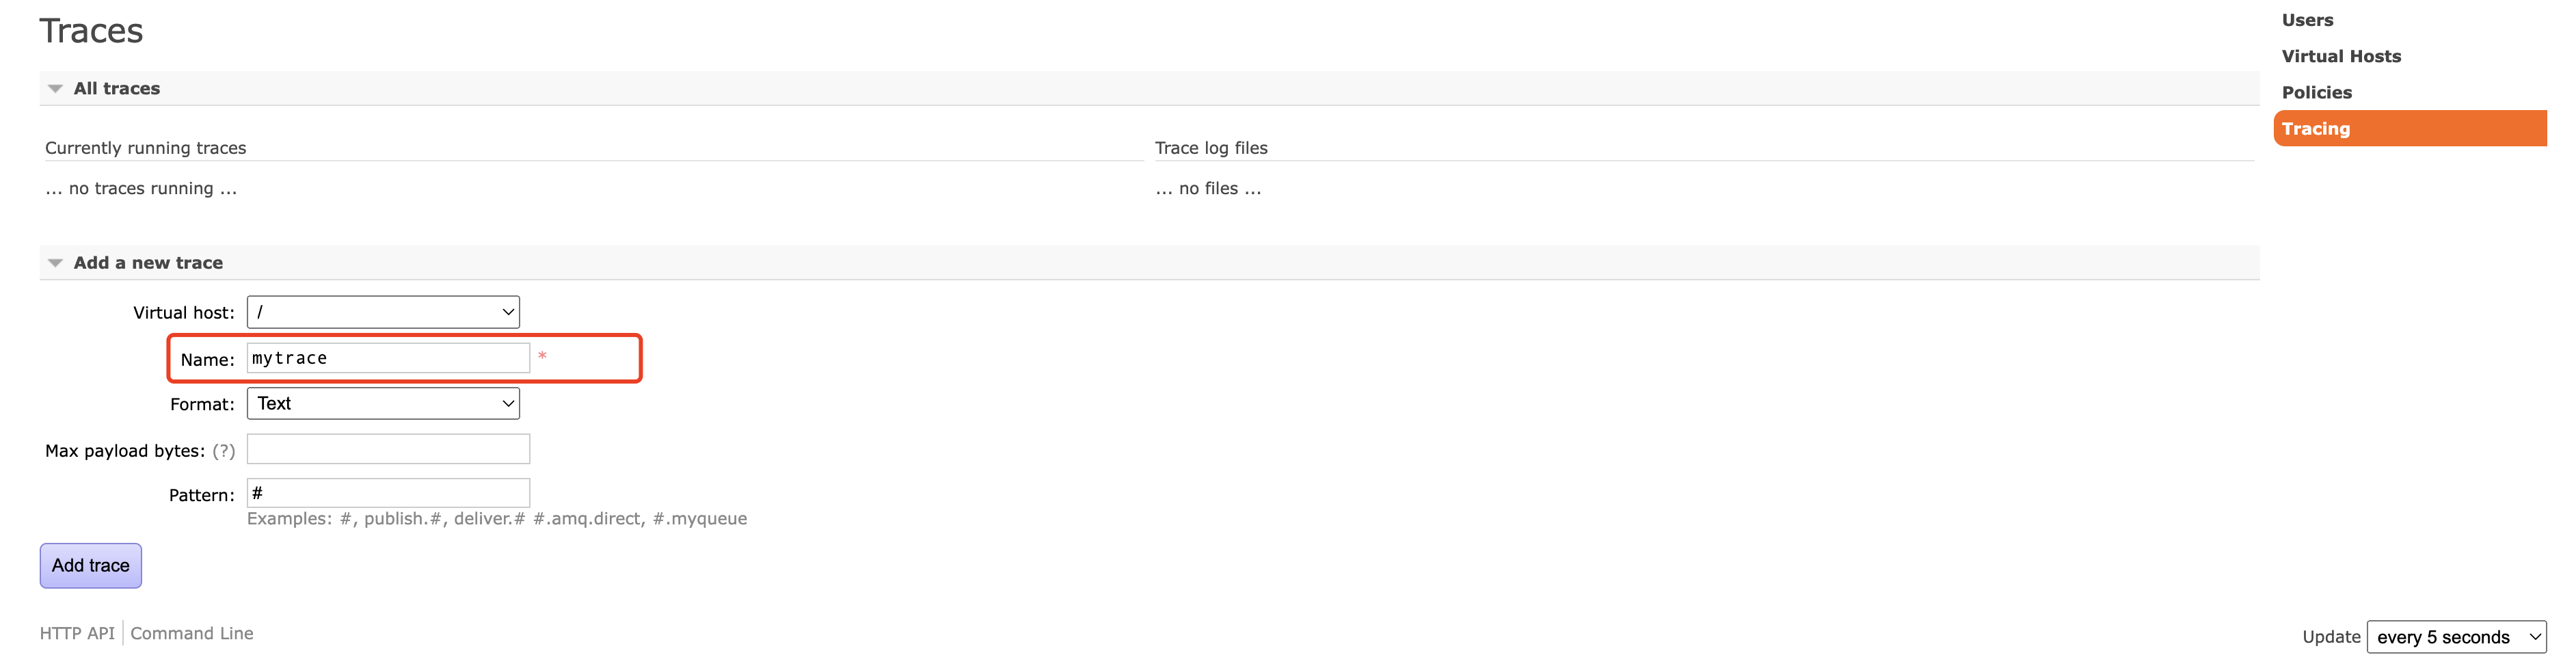 Traces
All traces
Currently running traces
... no traces running ...
Trace log files
... no files ...
Add a new trace
Virtual host: /
Name: mytrace *
Format: Text
Max payload bytes: (?)
Pattern: #
Examples: #, publish.#, deliver.# #.amq.direct, #.myqueue
Add trace
HTTP API Command Line
Users
Virtual Hosts
Policies
Tracing
Update every 5 seconds